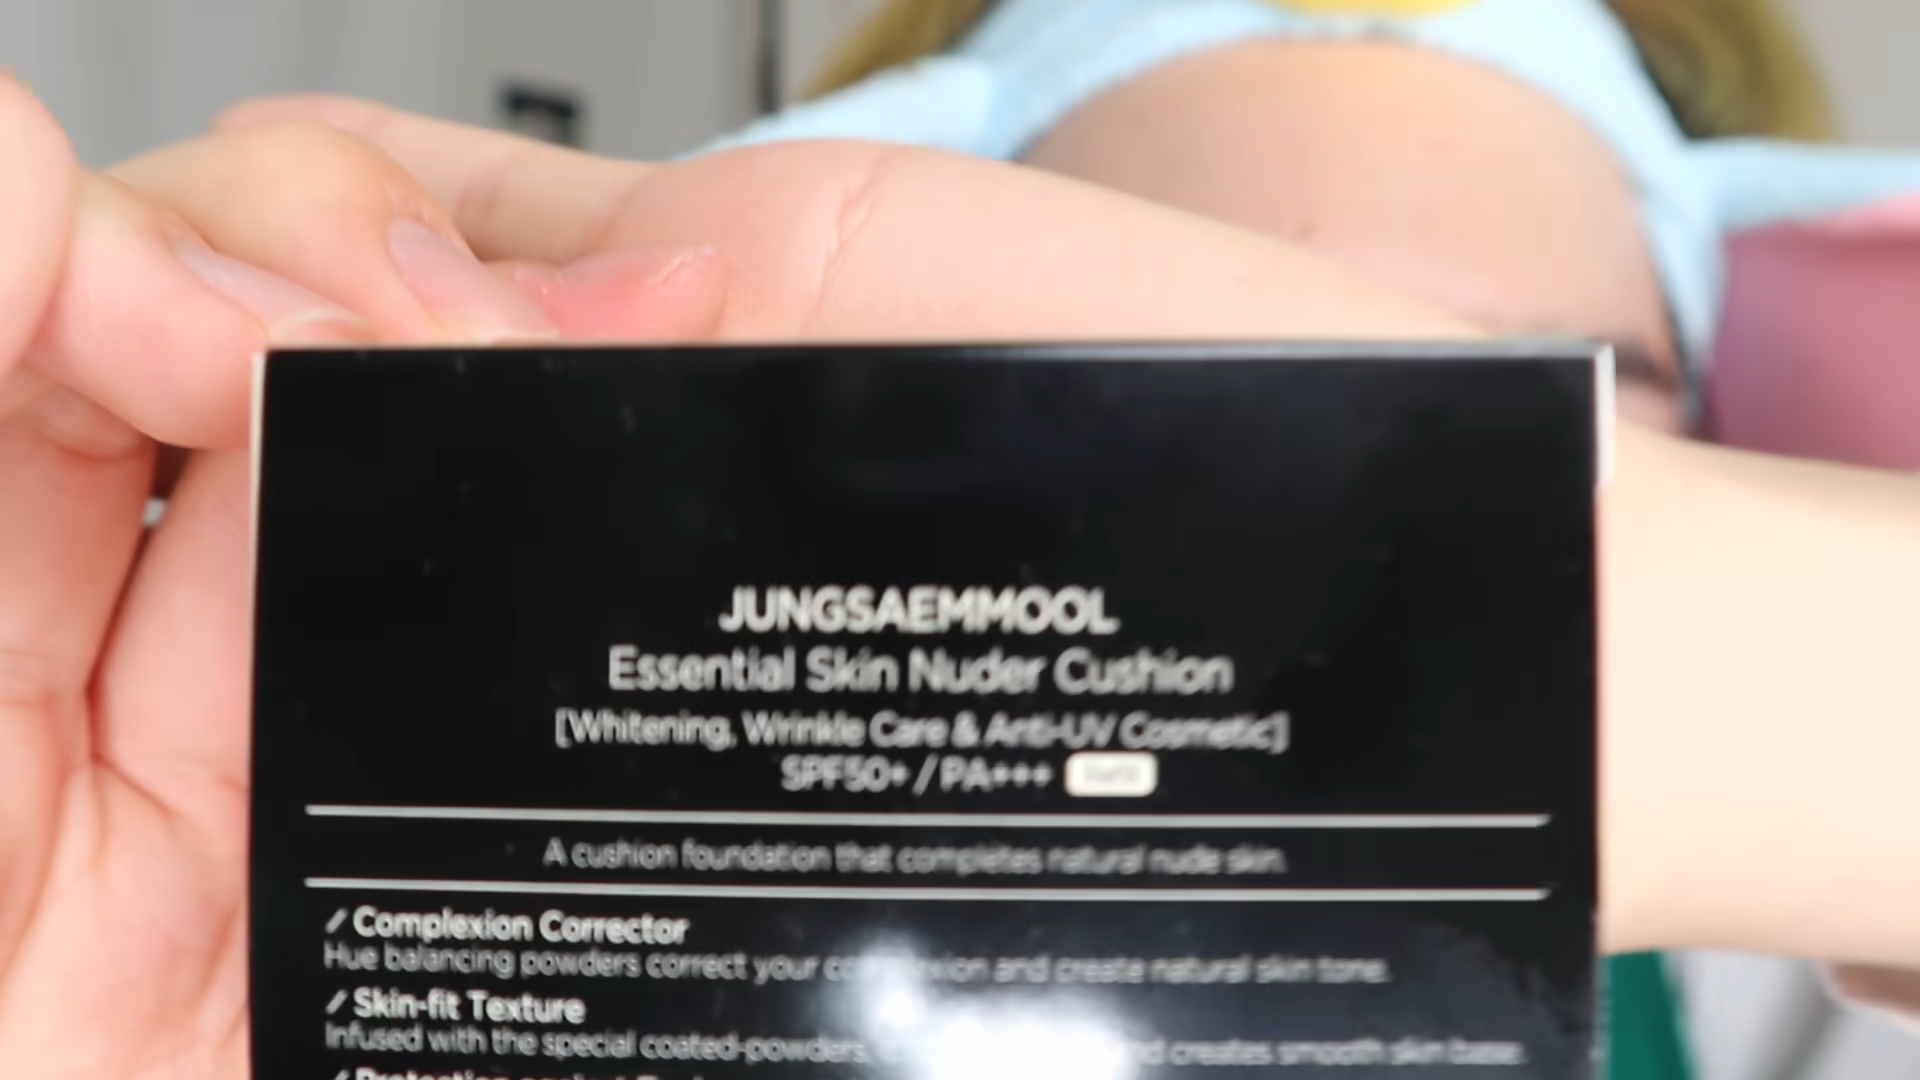 JUNGSAEMMOOL
Essential Skin Nuder Cushion
[Whitening, Wrinkle Care & Anti-UV Cosmetic]
SPF50+ / PA+++
A cushion foundation that completes natural nude skin.
/ Complexion Corrector
Hue balancing powders correct your complexion and create natural skin tone.
/ Skin-fit Texture
Infused with the special coated-powders, creates smooth skin base.